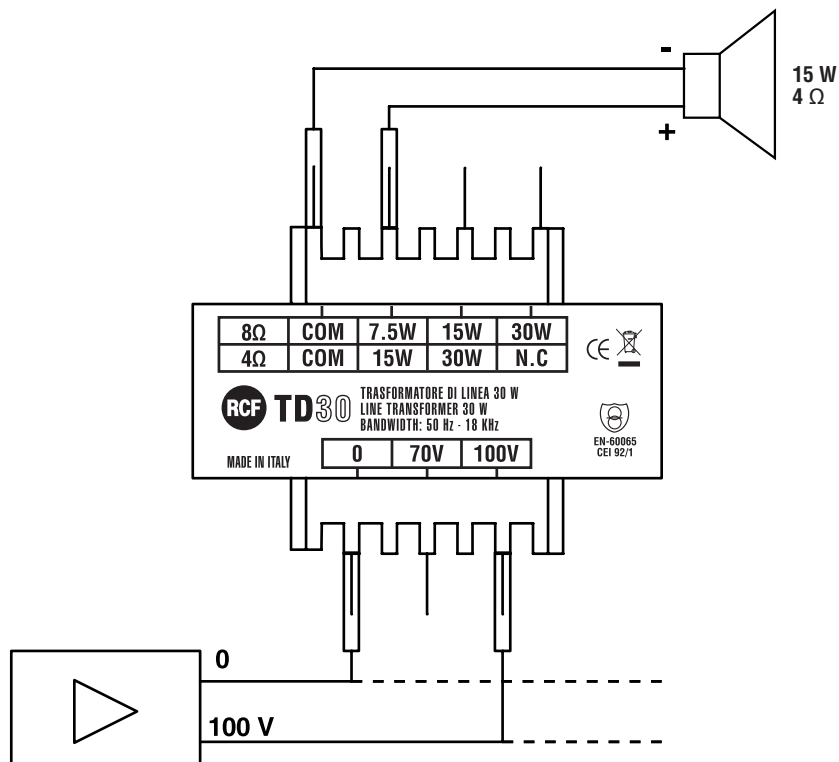 -
15 W
4 Ω
+
8Ω COM 7.5W 15W 30W
4Ω COM 15W 30W N.C
CE
RCF TD30
TRASFORMATORE DI LINEA 30 W
LINE TRANSFORMER 30 W
BANDWIDTH: 50 Hz - 18 KHz
EN-60065
CEI 92/1
MADE IN ITALY
0 70V 100V
0
100 V